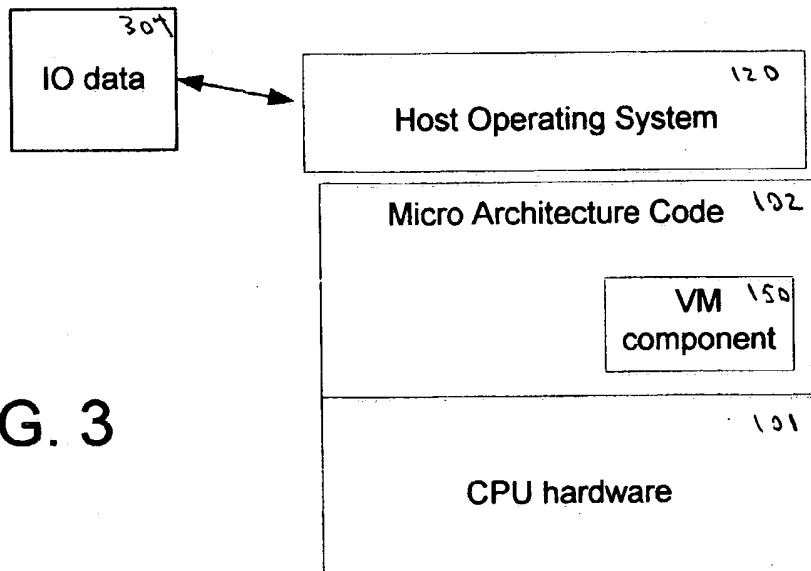 304
IO data
120
Host Operating System
Micro Architecture Code 102
VM 150
component
G. 3
101
CPU hardware